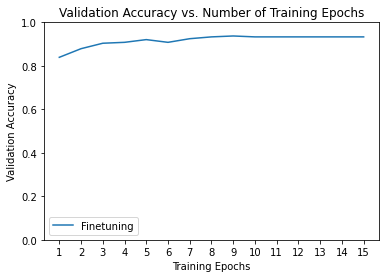 Validation Accuracy vs. Number of Training Epochs
1.0
0.8
0.6
0.4
0.2
0.0
Validation Accuracy
Finetuning
1 2 3 4 5 6 7 8 9 10 11 12 13 14 15
Training Epochs